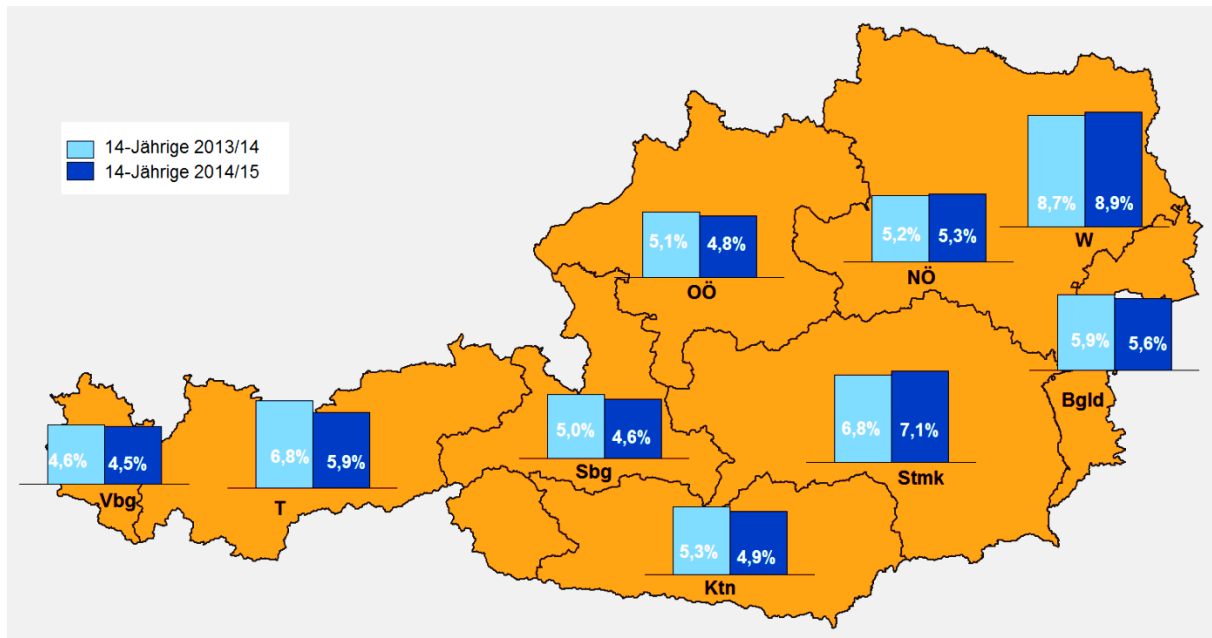 14-Jährige 2013/14
14-Jährige 2014/15
8,7% 8,9%
W
5,2% 5,3%
NÖ
5,1% 4,8%
OÖ
5,9% 5,6%
Bgld
6,8% 7,1%
Stmk
5,0% 4,6%
Sbg
6,8% 5,9%
T
4,6% 4,5%
Vbg
5,3% 4,9%
Ktn